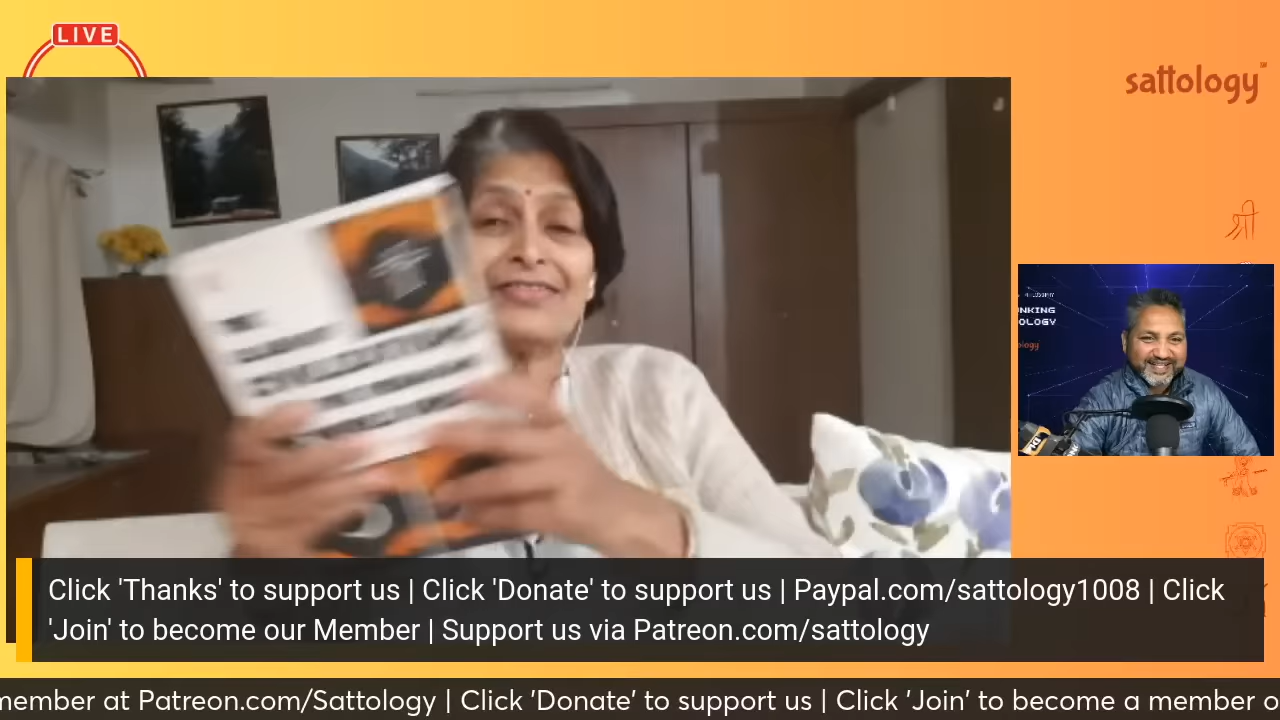 LIVE
sattology
श्री
NKING
OLOGY
Click 'Thanks' to support us | Click 'Donate' to support us | Paypal.com/sattology1008 | Click
'Join' to become our Member | Support us via Patreon.com/sattology
member at Patreon.com/Sattology | Click 'Donate' to support us | Click 'Join' to become a member o